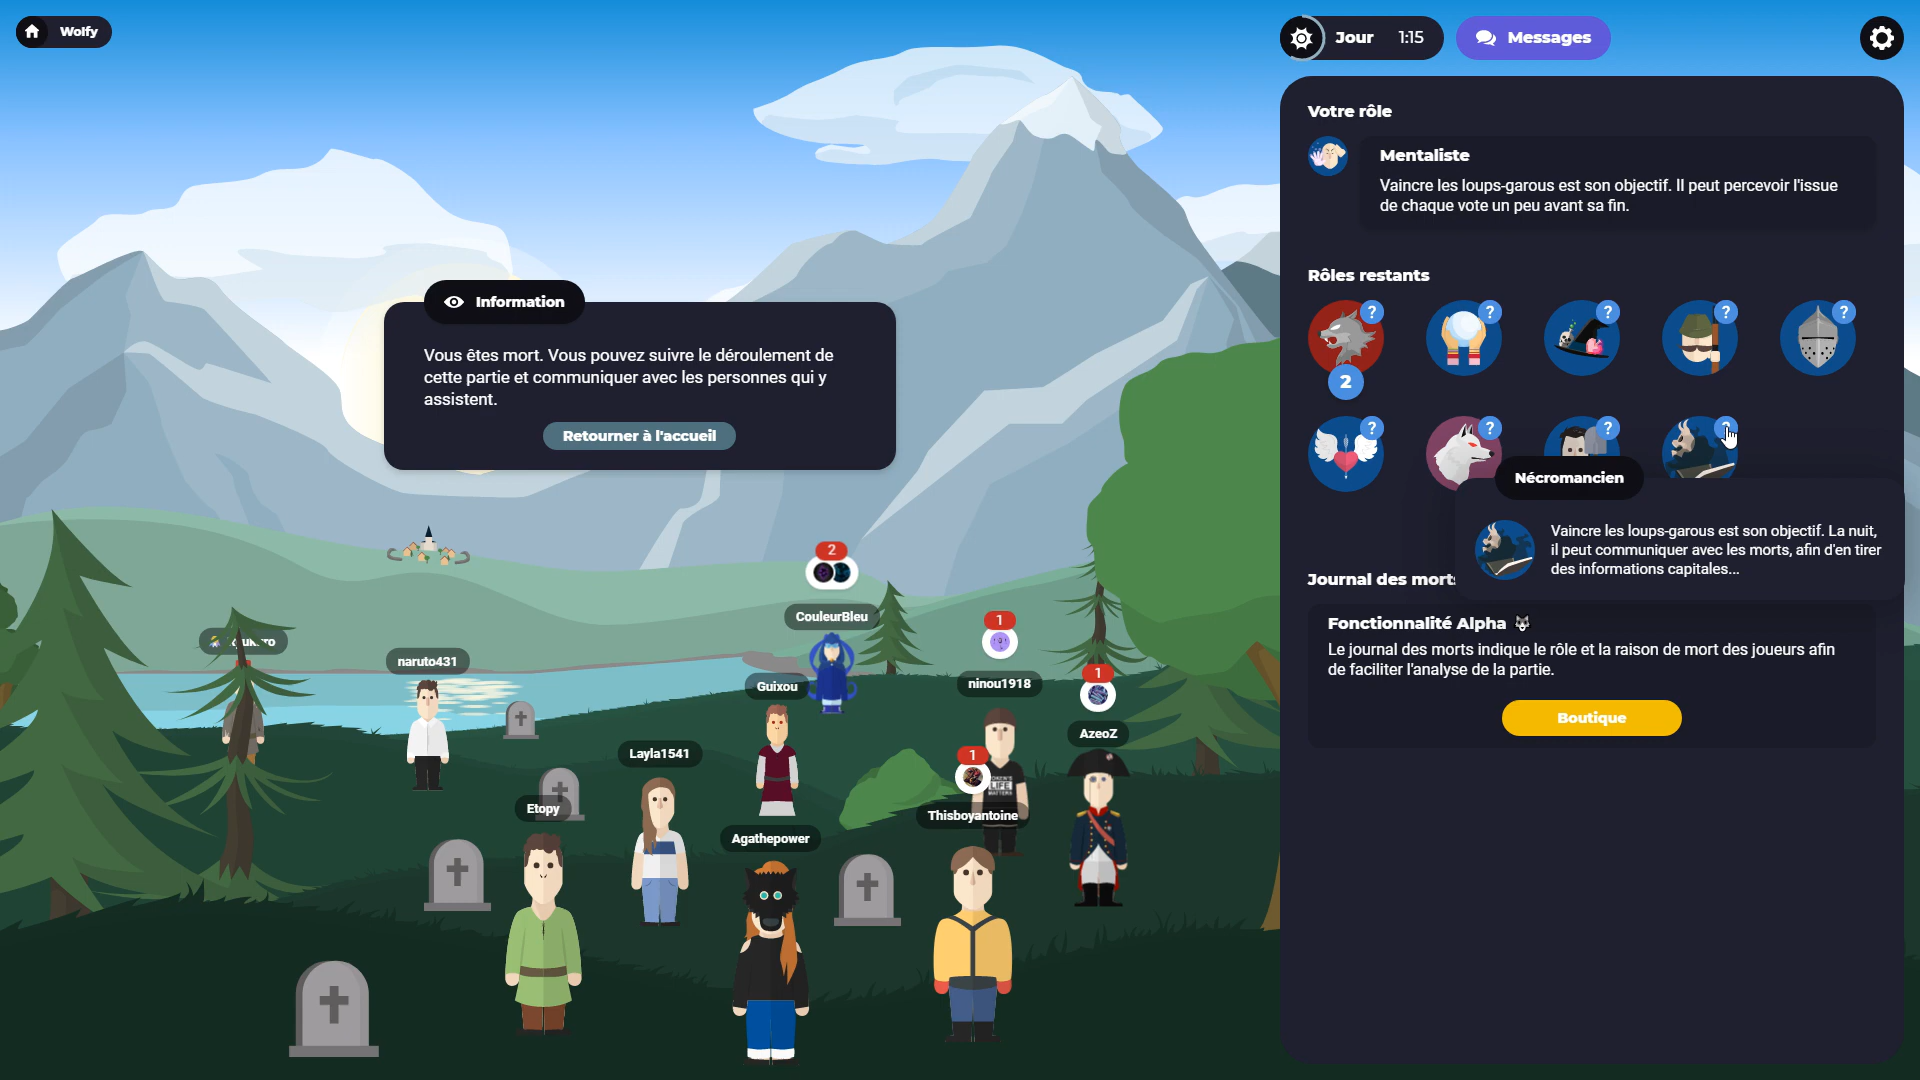 Wolfy
Jour 1:15
Messages
Votre rôle
Mentaliste
Vaincre les loups-garous est son objectif. Il peut percevoir l'issue
de chaque vote un peu avant sa fin.
Rôles restants
?
?
?
?
?
2
?
?
?
?
Nécromancien
Vaincre les loups-garous est son objectif. La nuit,
il peut communiquer avec les morts, afin d'en tirer
des informations capitales...
Journal des morts
Fonctionnalité Alpha
Le journal des morts indique le rôle et la raison de mort des joueurs afin
de faciliter l'analyse de la partie.
Boutique
Information
Vous êtes mort. Vous pouvez suivre le déroulement de
cette partie et communiquer avec les personnes qui y
assistent.
Retourner à l'accueil
2
CouleurBleu
1
ninou1918
naruto431
Guixou
1
AzeoZ
Layla1541
1
LIFE
MATTERS
Etopy
Thisboyantoine
Agathepower